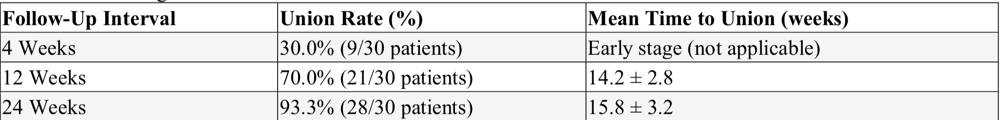 Follow-Up Interval Union Rate (%) Mean Time to Union (weeks)
4 Weeks 30.0% (9/30 patients) Early stage (not applicable)
12 Weeks 70.0% (21/30 patients) 14.2 ± 2.8
24 Weeks 93.3% (28/30 patients) 15.8 ± 3.2